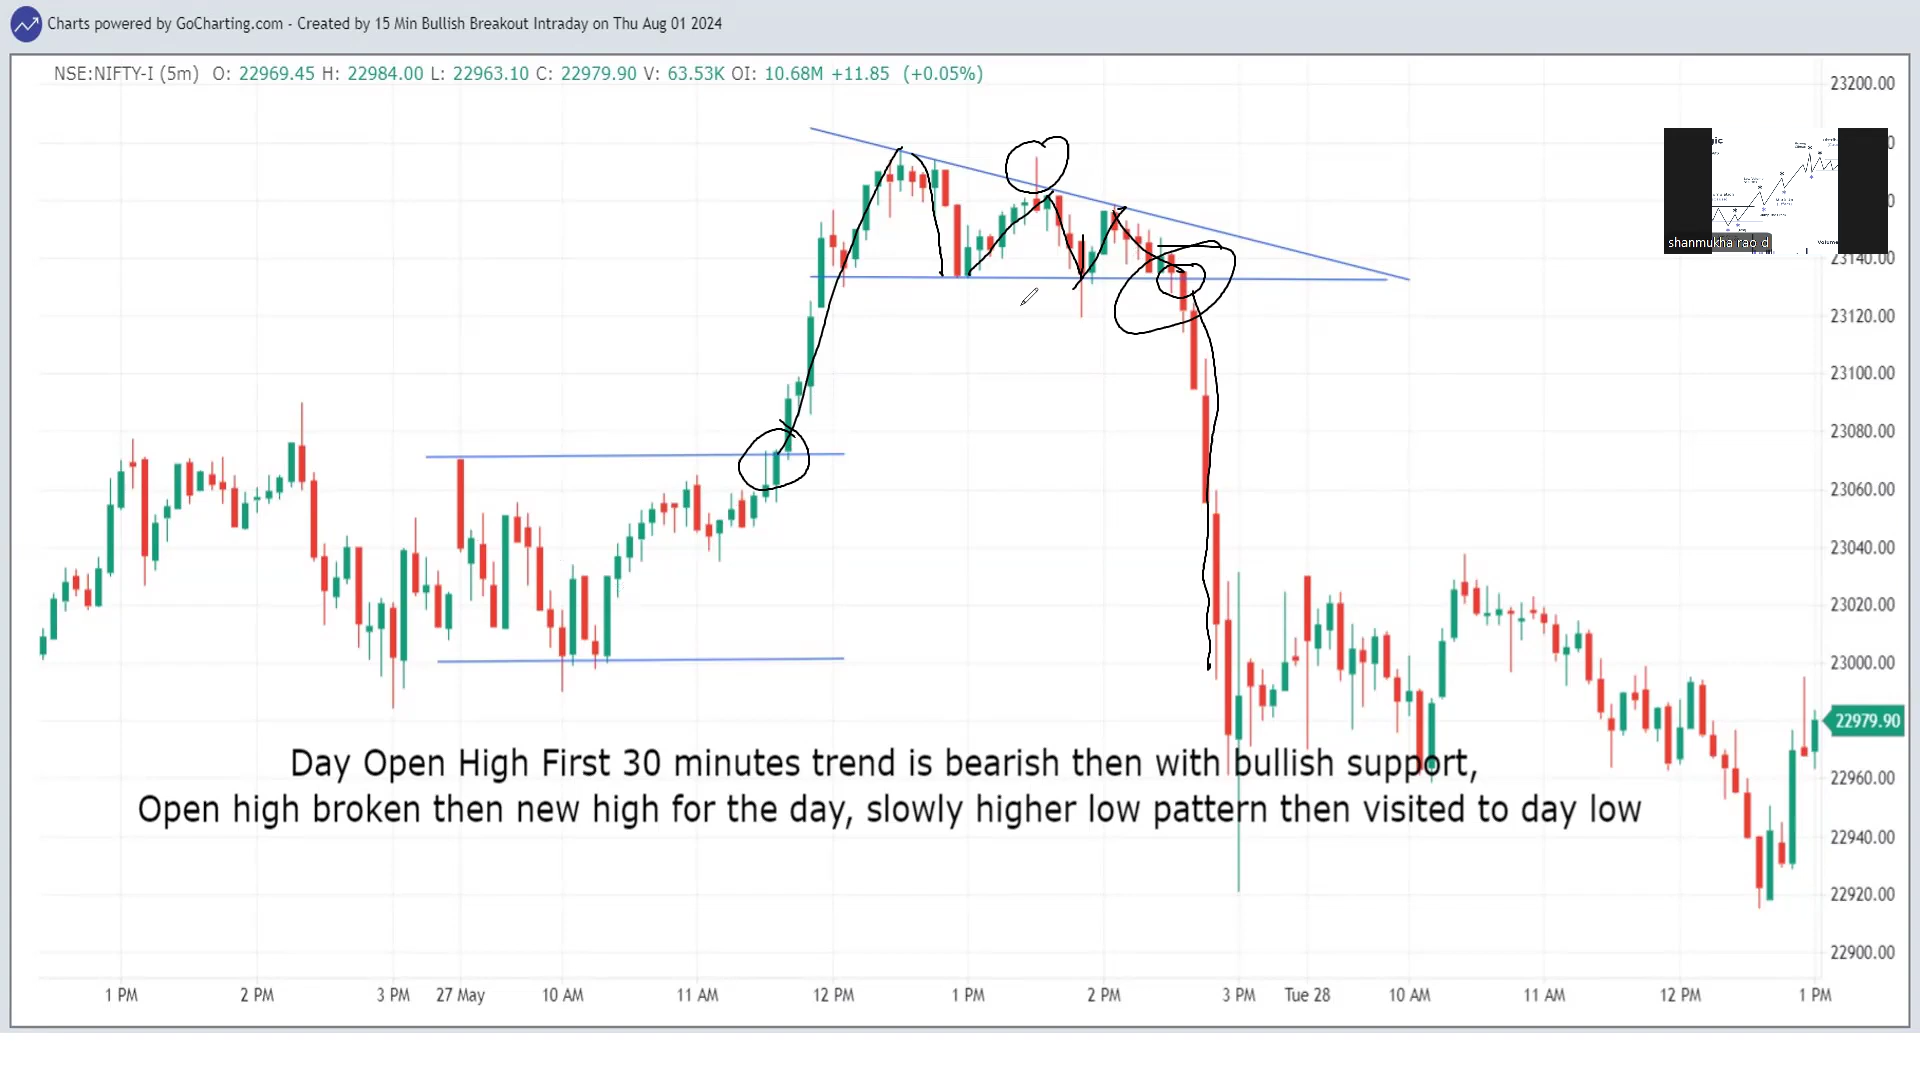 Charts powered by GoCharting.com - Created by 15 Min Bullish Breakout Intraday on Thu Aug 01 2024
NSE:NIFTY-I (5m) O: 22969.45 H: 22984.00 L: 22963.10 C: 22979.90 V: 63.53K OI: 10.68M +11.85 (+0.05%)
23200.00
shanmukha rao d
Volume
23140.00
23120.00
23100.00
23080.00
23060.00
23040.00
23020.00
23000.00
22979.90
Day Open High First 30 minutes trend is bearish then with bullish support,
22960.00
Open high broken then new high for the day, slowly higher low pattern then visited to day low
22940.00
22920.00
22900.00
1 PM 2 PM 3 PM 27 May 10 AM 11 AM 12 PM 1 PM 2 PM 3 PM Tue 28 10 AM 11 AM 12 PM 1 PM